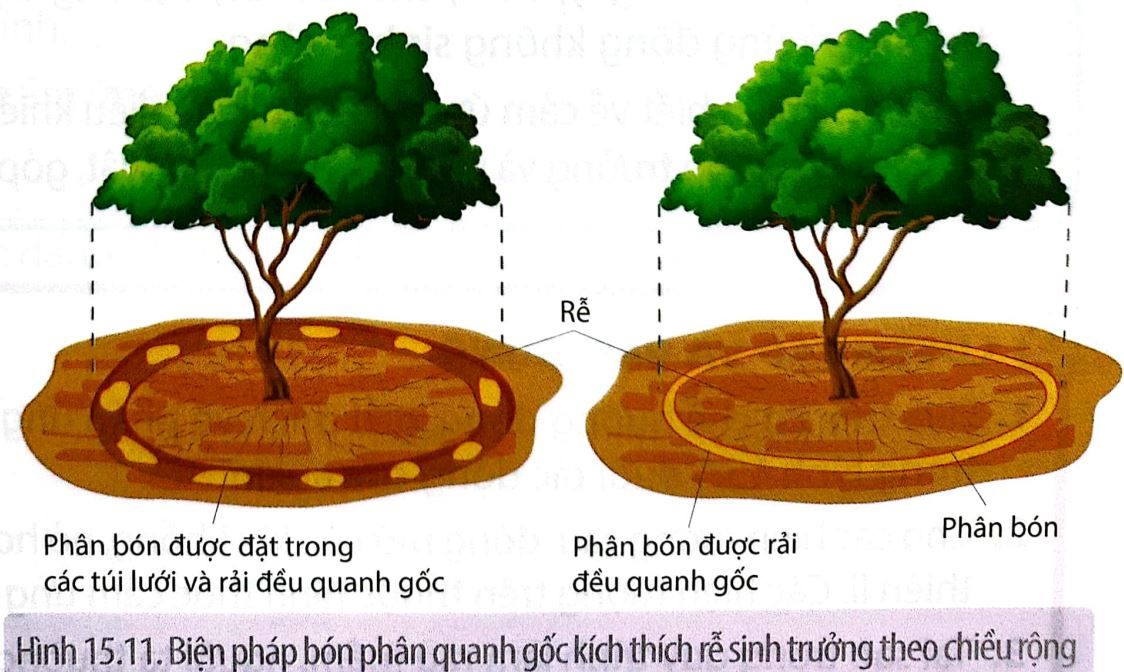 Rễ
Phân bón được đặt trong
các túi lưới và rải đều quanh gốc
Phân bón được rải
đều quanh gốc
Phân bón
Hình 15.11. Biện pháp bón phân quanh gốc kích thích rễ sinh trưởng theo chiều rộng